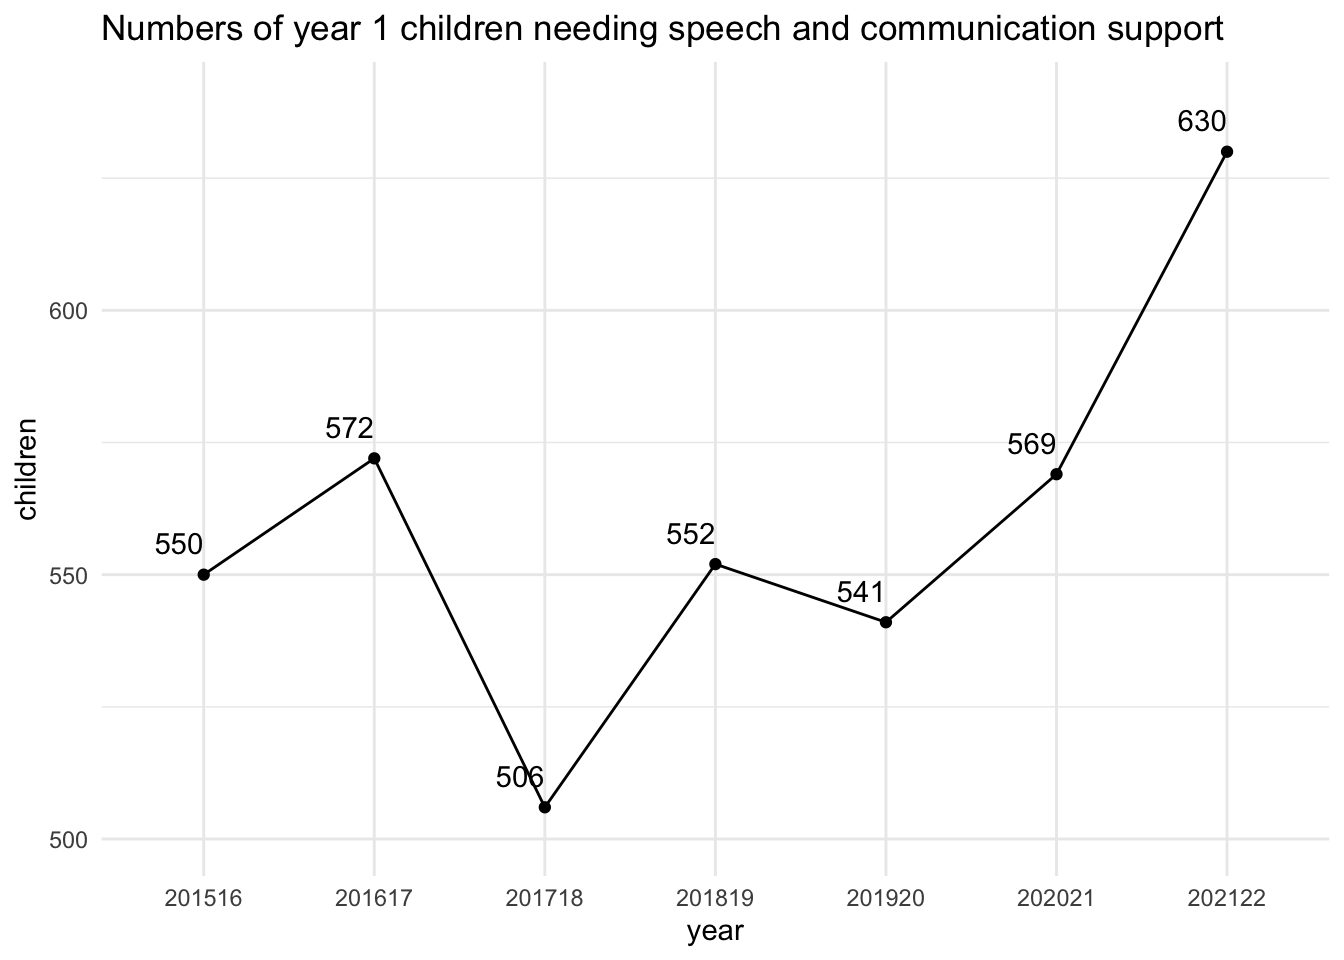 Numbers of year 1 children needing speech and communication support
630
600
572
569
550
552
541
550
506
500
201516 201617 201718 201819 201920 202021 202122
year
children